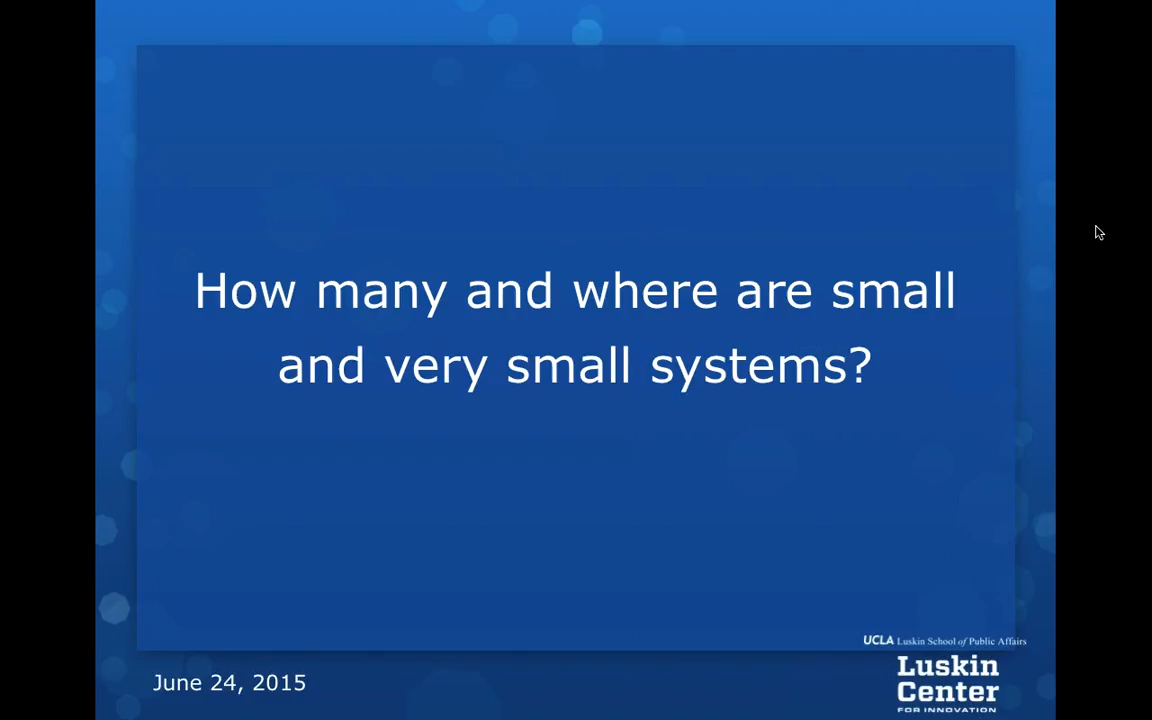 How many and where are small
and very small systems?
UCLA Luskin School of Public Affairs
Luskin
Center
FOR INNOVATION
June 24, 2015